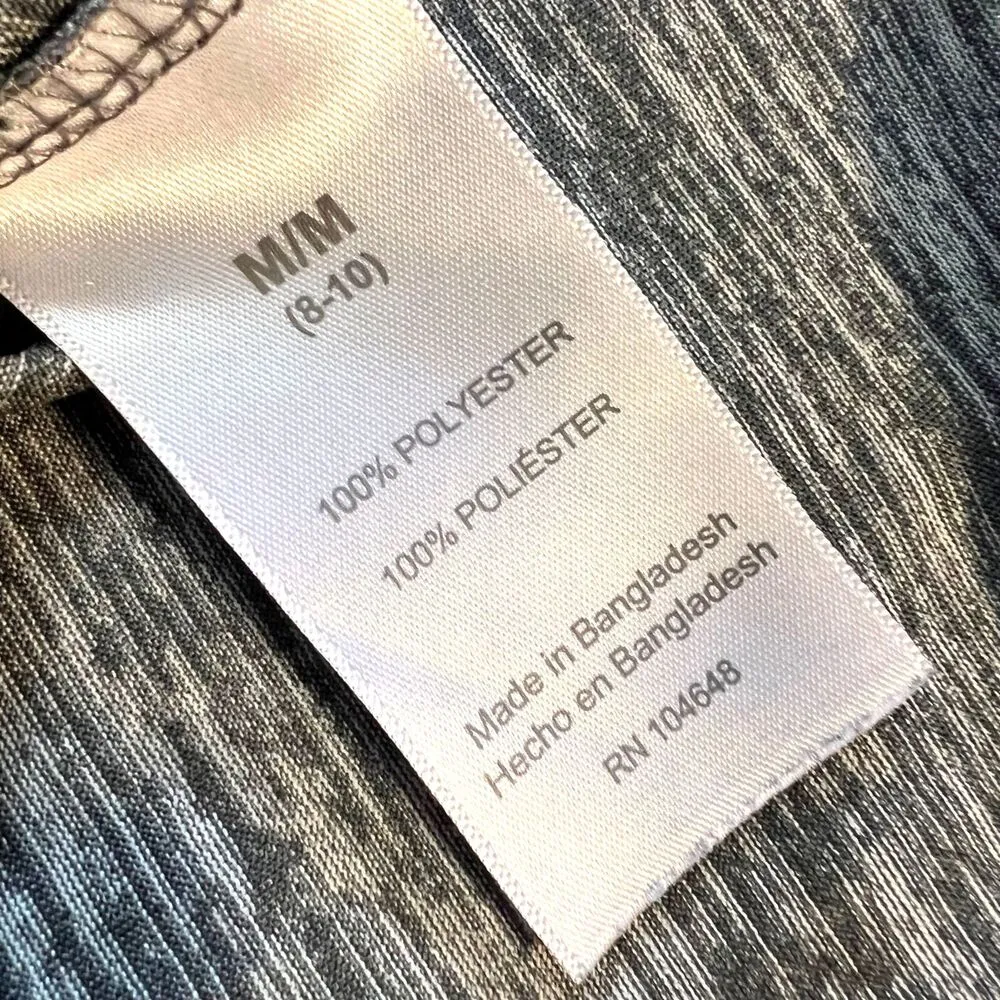 M/M
(8-10)
100% POLYESTER
100% POLIÉSTER
Made in Bangladesh
Hecho en Bangladesh
RN 104648